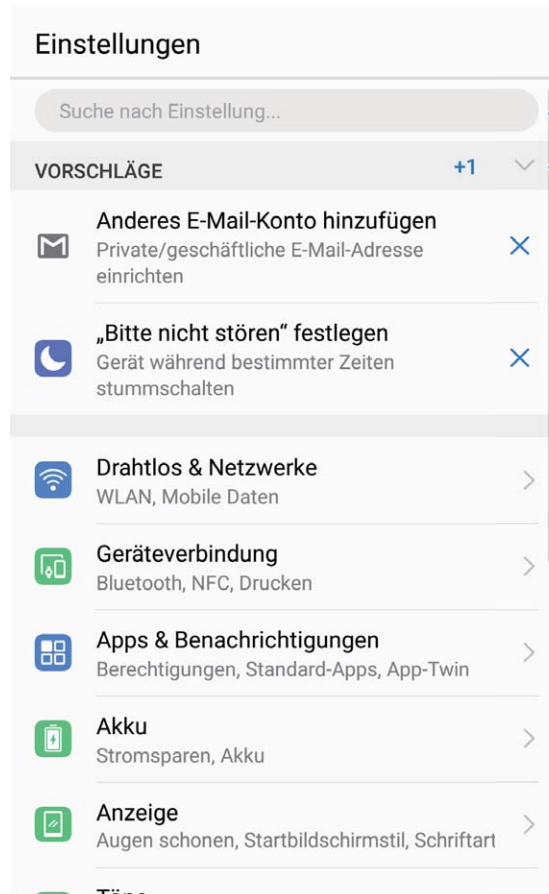 Einstellungen
Suche nach Einstellung...
VORSCHLÄGE +1
Anderes E-Mail-Konto hinzufügen
Private/geschäftliche E-Mail-Adresse
einrichten
„Bitte nicht stören“ festlegen
Gerät während bestimmter Zeiten
stummschalten
Drahtlos & Netzwerke
WLAN, Mobile Daten
Geräteverbindung
Bluetooth, NFC, Drucken
Apps & Benachrichtigungen
Berechtigungen, Standard-Apps, App-Twin
Akku
Stromsparen, Akku
Anzeige
Augen schonen, Startbildschirmstil, Schriftart